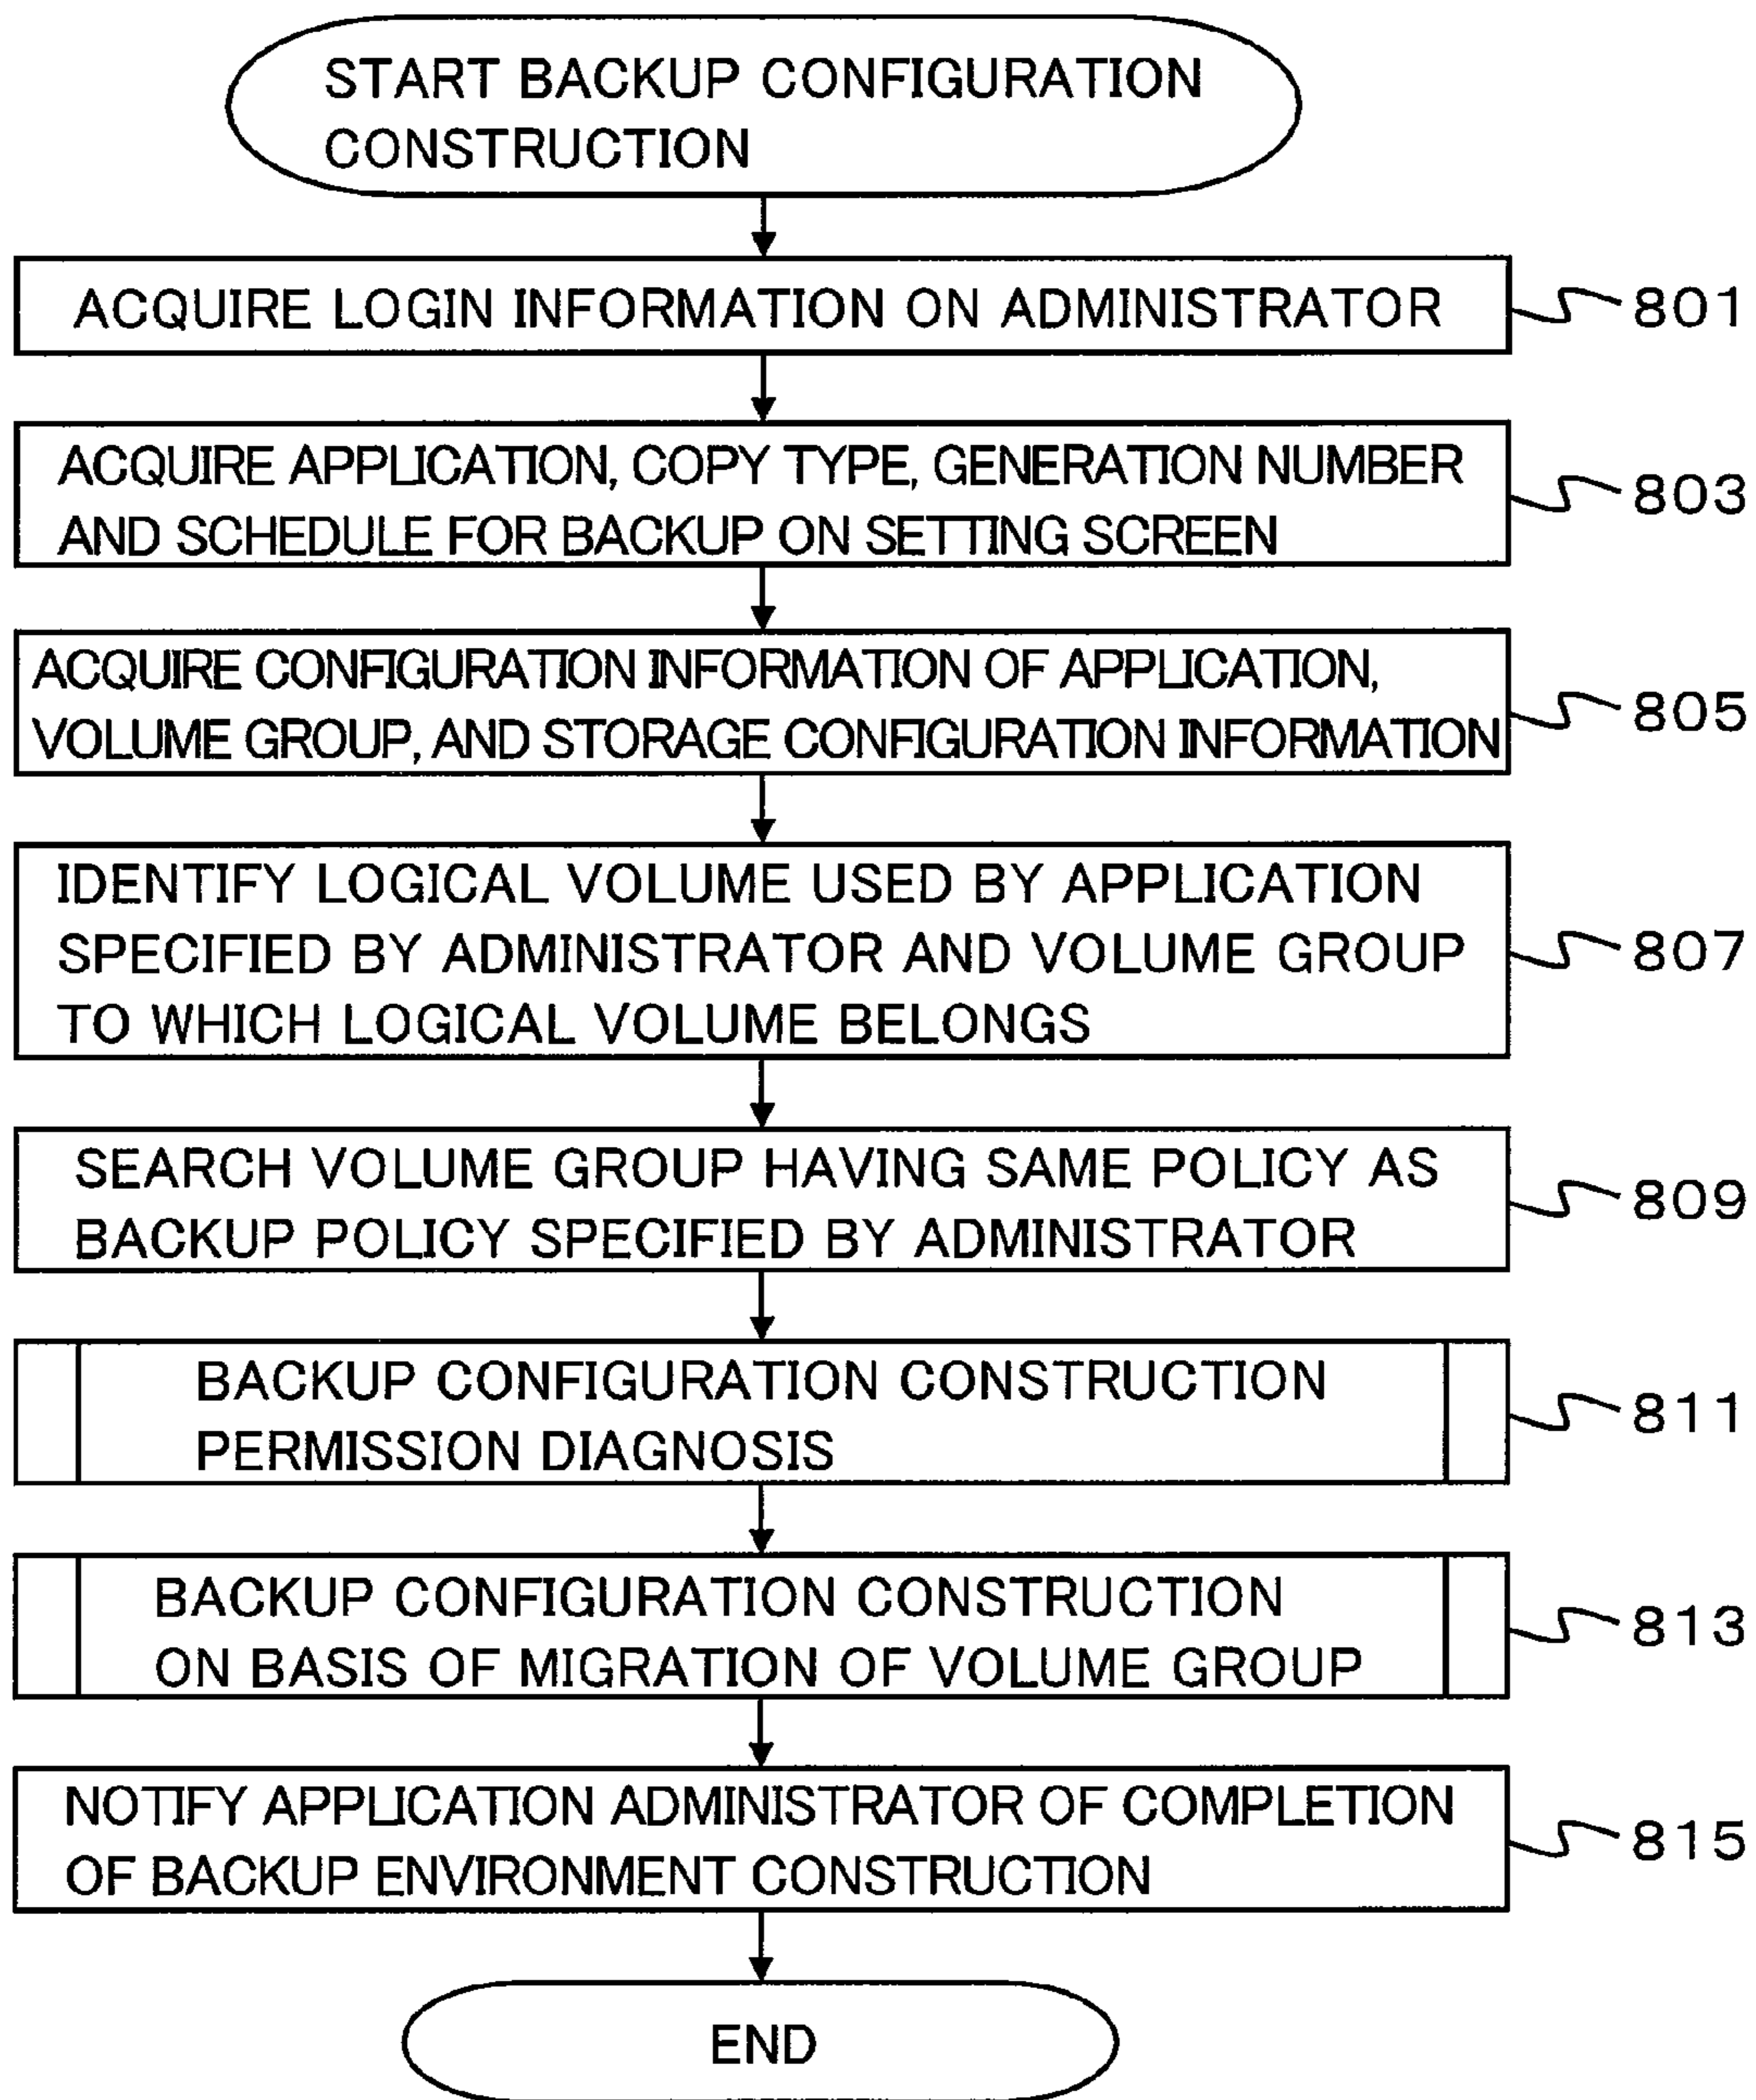 START BACKUP CONFIGURATION
CONSTRUCTION
ACQUIRE LOGIN INFORMATION ON ADMINISTRATOR
801
ACQUIRE APPLICATION, COPY TYPE, GENERATION NUMBER
AND SCHEDULE FOR BACKUP ON SETTING SCREEN
803
ACQUIRE CONFIGURATION INFORMATION OF APPLICATION,
VOLUME GROUP, AND STORAGE CONFIGURATION INFORMATION
805
IDENTIFY LOGICAL VOLUME USED BY APPLICATION
SPECIFIED BY ADMINISTRATOR AND VOLUME GROUP
TO WHICH LOGICAL VOLUME BELONGS
807
SEARCH VOLUME GROUP HAVING SAME POLICY AS
BACKUP POLICY SPECIFIED BY ADMINISTRATOR
809
BACKUP CONFIGURATION CONSTRUCTION
PERMISSION DIAGNOSIS
811
BACKUP CONFIGURATION CONSTRUCTION
ON BASIS OF MIGRATION OF VOLUME GROUP
813
NOTIFY APPLICATION ADMINISTRATOR OF COMPLETION
OF BACKUP ENVIRONMENT CONSTRUCTION
815
END